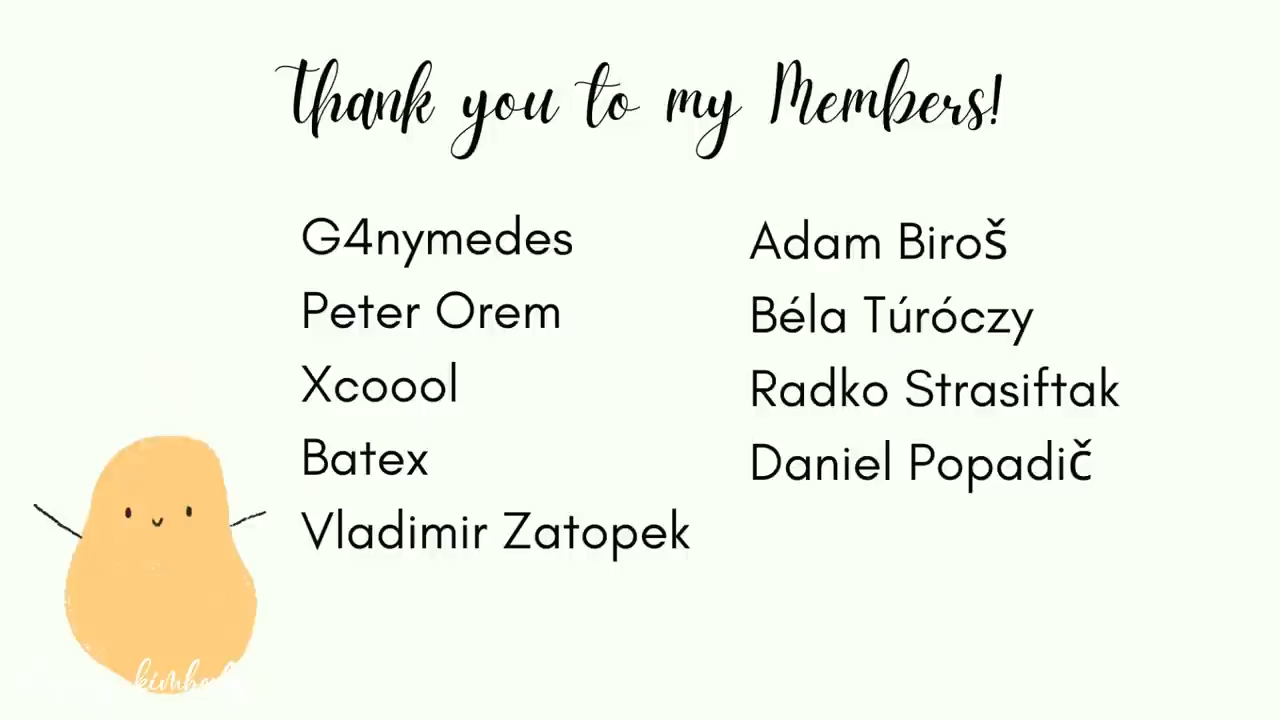 Thank you to my Members!
G4nymedes
Peter Orem
Xcoool
Batex
Vladimir Zatopek
Adam Biroš
Béla Túróczy
Radko Strasiftak
Daniel Popadič